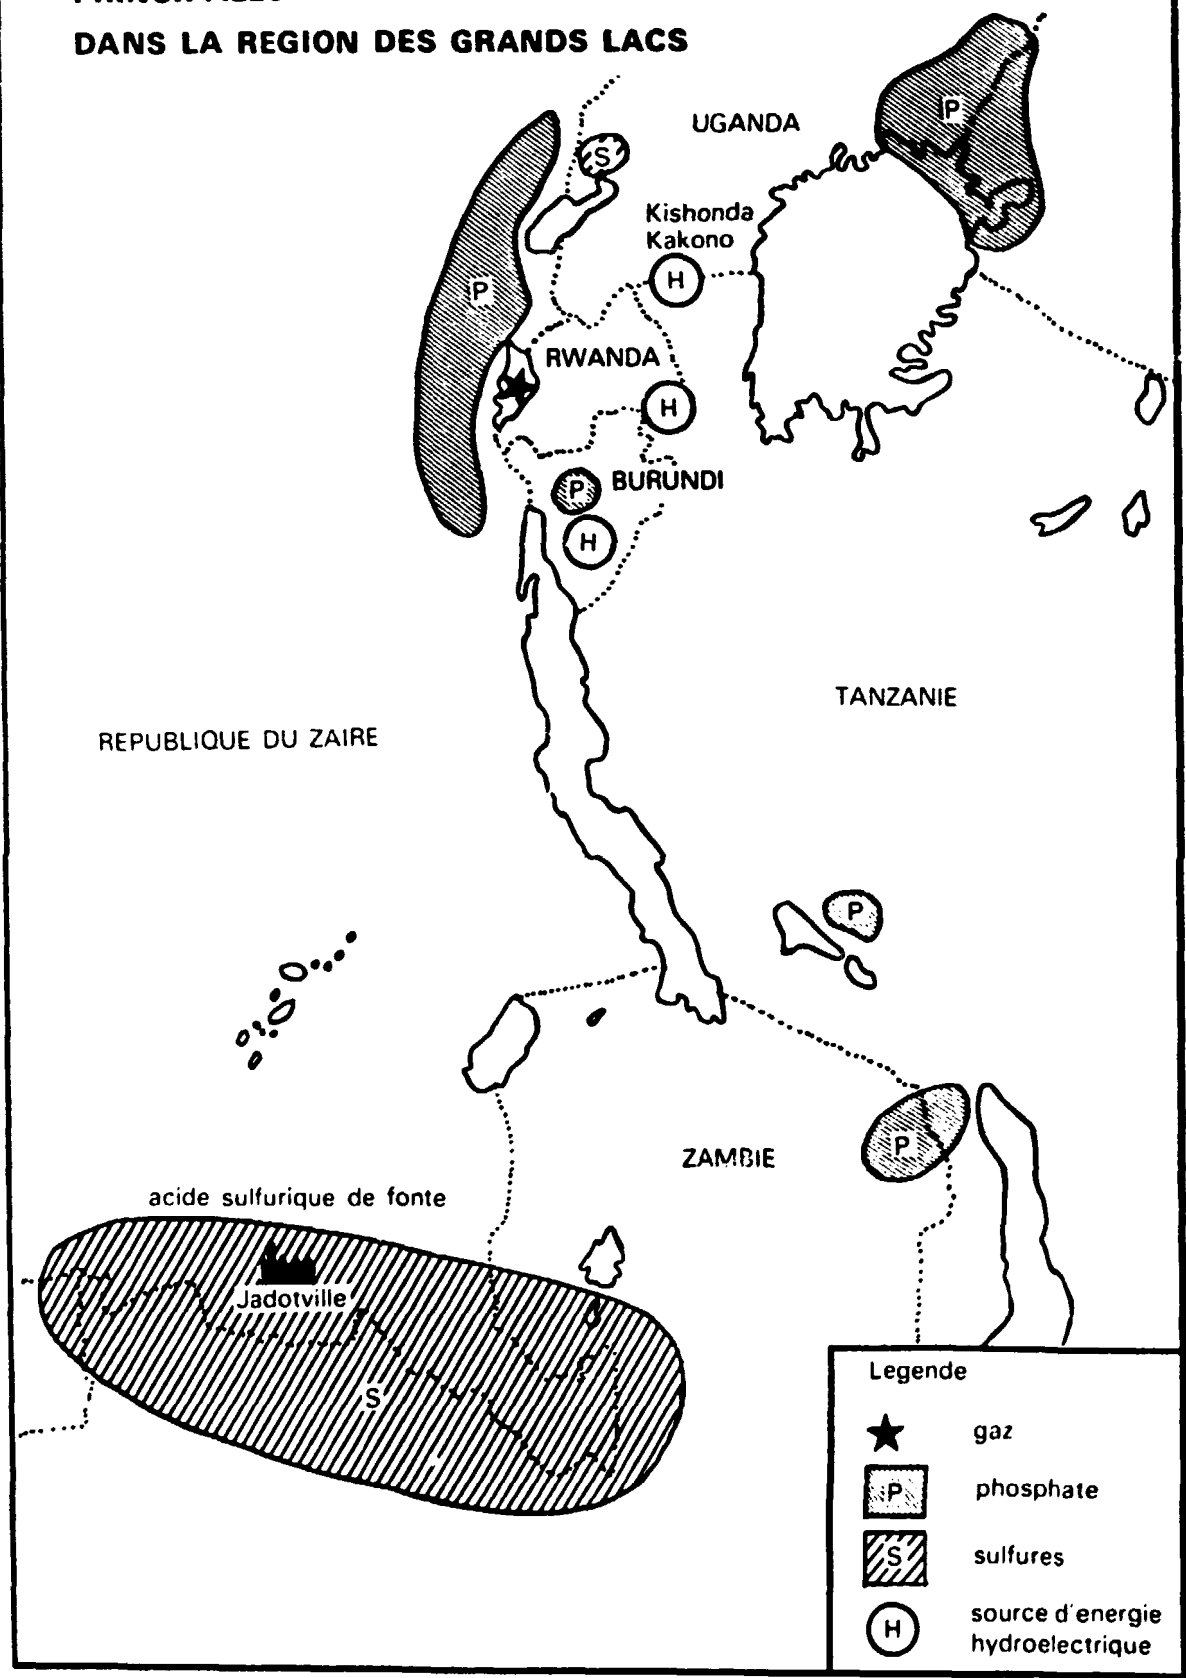 DANS LA REGION DES GRANDS LACS
P
UGANDA
S
Kishonda
Kakono
H
P
RWANDA
H
P
BURUNDI
H
TANZANIE
REPUBLIQUE DU ZAIRE
P
P
ZAMBIE
acide sulfurique de fonte
Jadotville
S
Legende
gaz
P
phosphate
S
sulfures
H
source d'energie
hydroelectrique